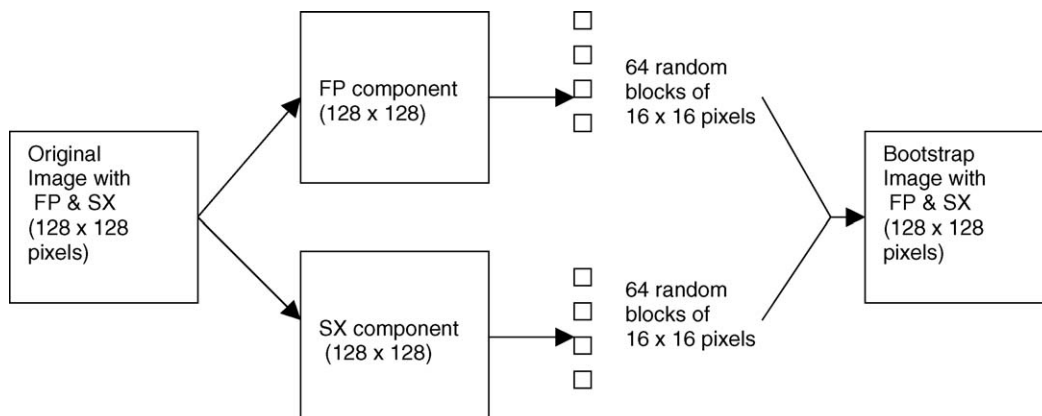 Original
Image with
FP & SX
(128 x 128
pixels)
FP component
(128 x 128)
64 random
blocks of
16 x 16 pixels
SX component
(128 x 128)
64 random
blocks of
16 x 16 pixels
Bootstrap
Image with
FP & SX
(128 x 128
pixels)